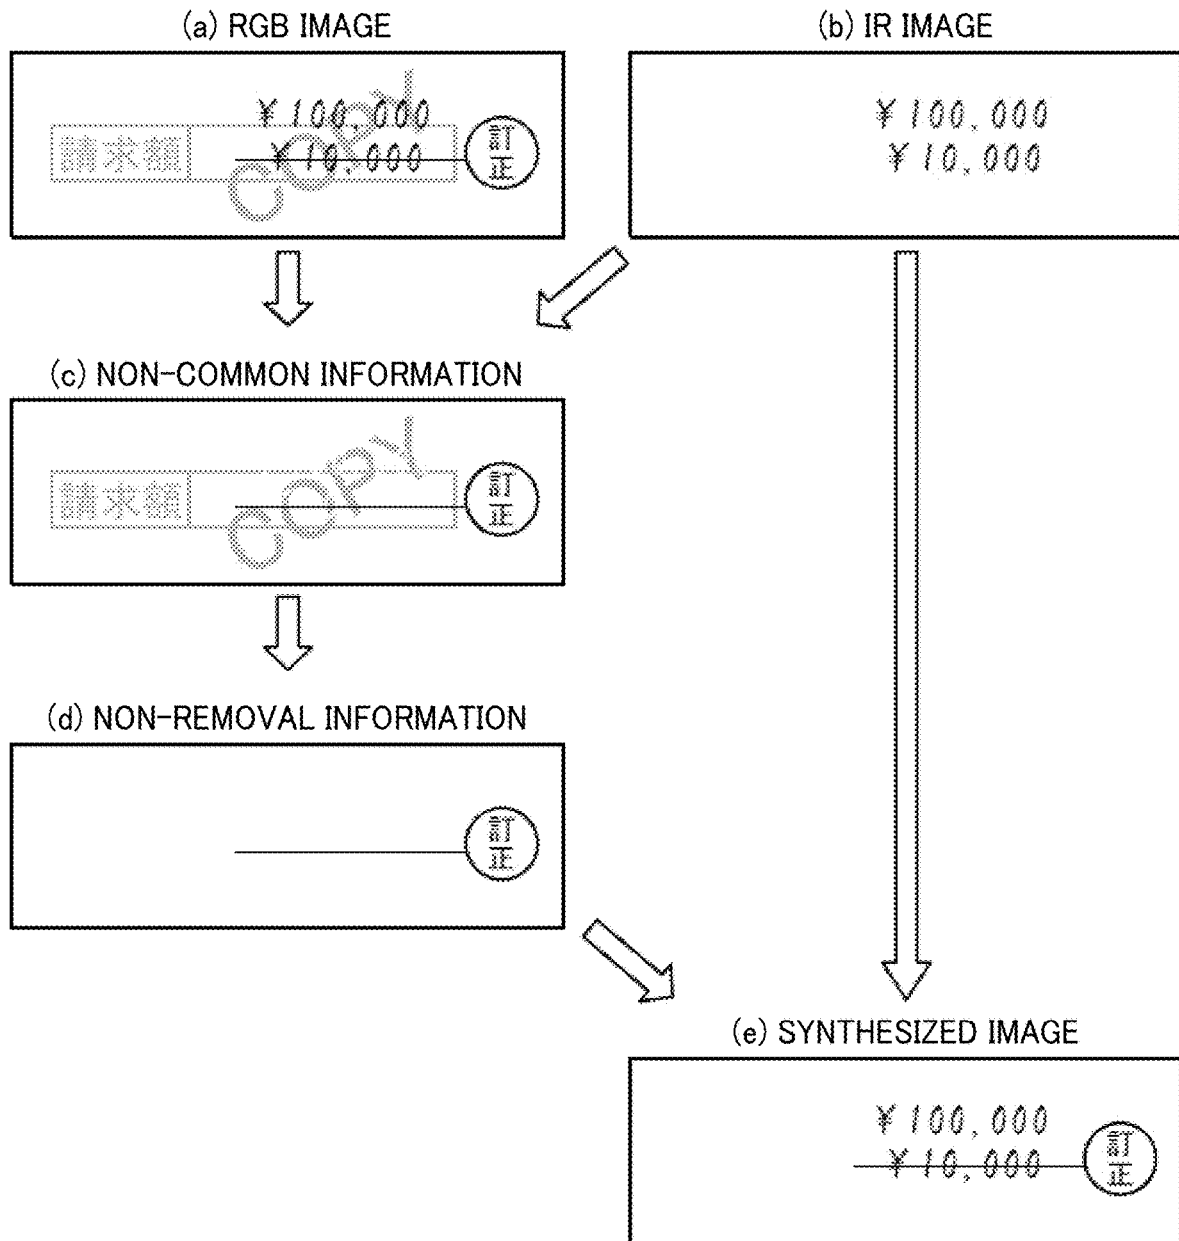 (a) RGB IMAGE
¥100,000
¥10,000
請求額
COPY
訂正
(b) IR IMAGE
¥100,000
¥10,000
(c) NON-COMMON INFORMATION
請求額
COPY
訂正
(d) NON-REMOVAL INFORMATION
訂正
(e) SYNTHESIZED IMAGE
¥100,000
¥10,000
訂正